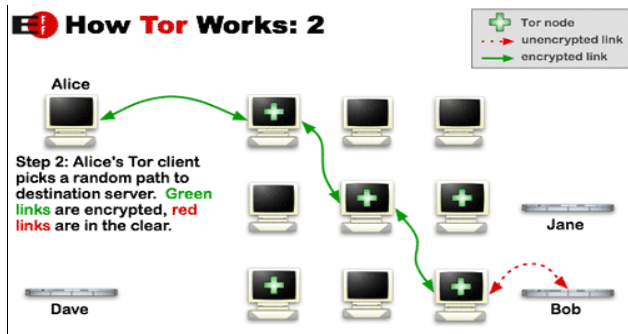 EFF How Tor Works: 2
Tor node
unencrypted link
encrypted link
Alice
Step 2: Alice's Tor client
picks a random path to
destination server. Green
links are encrypted, red
links are in the clear.
Jane
Dave
Bob